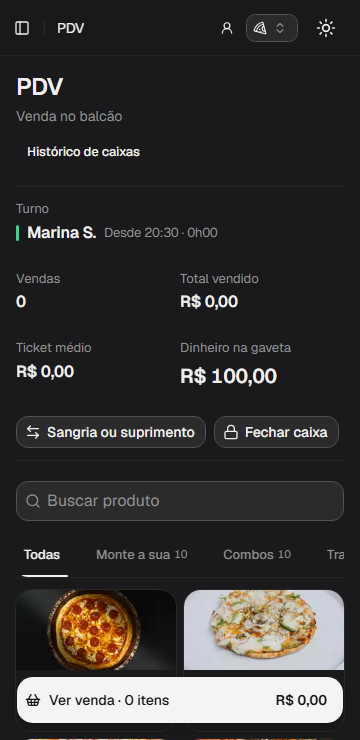 PDV
PDV
Venda no balcão
Histórico de caixas
Turno
Marina S. Desde 20:30 · 0h00
Vendas
Total vendido
0
R$ 0,00
Ticket médio
Dinheiro na gaveta
R$ 0,00
R$ 100,00
Sangria ou suprimento
Fechar caixa
Buscar produto
Todas
Monte a sua 10
Combos 10
Tra
Ver venda · 0 itens
R$ 0,00